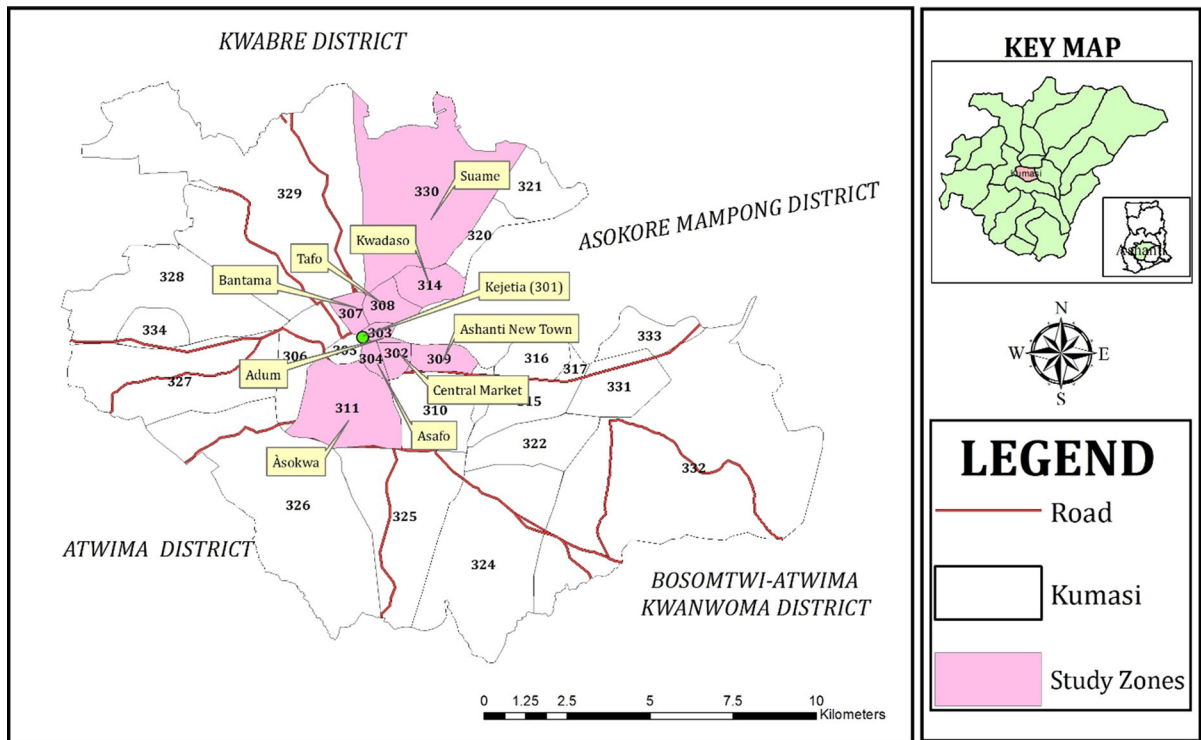 KWABRE DISTRICT
329
330
Suame
321
ASOKORE MAMPONG DISTRICT
320
Kwadaso
Tafo
328
Bantama
314
Kejetia (301)
307
308
303
Ashanti New Town
334
333
306
305
304
302
309
316
317
Adum
327
Central Market
331
311
310
315
Asafo
322
Àsokwa
332
326
325
324
ATWIMA DISTRICT
BOSOMTWI-ATWIMA
KWANWOMA DISTRICT
0 1.25 2.5 5 7.5 10
Kilometers
KEY MAP
Kumasi
Ashanti
N
W E
S
LEGEND
Road
Kumasi
Study Zones